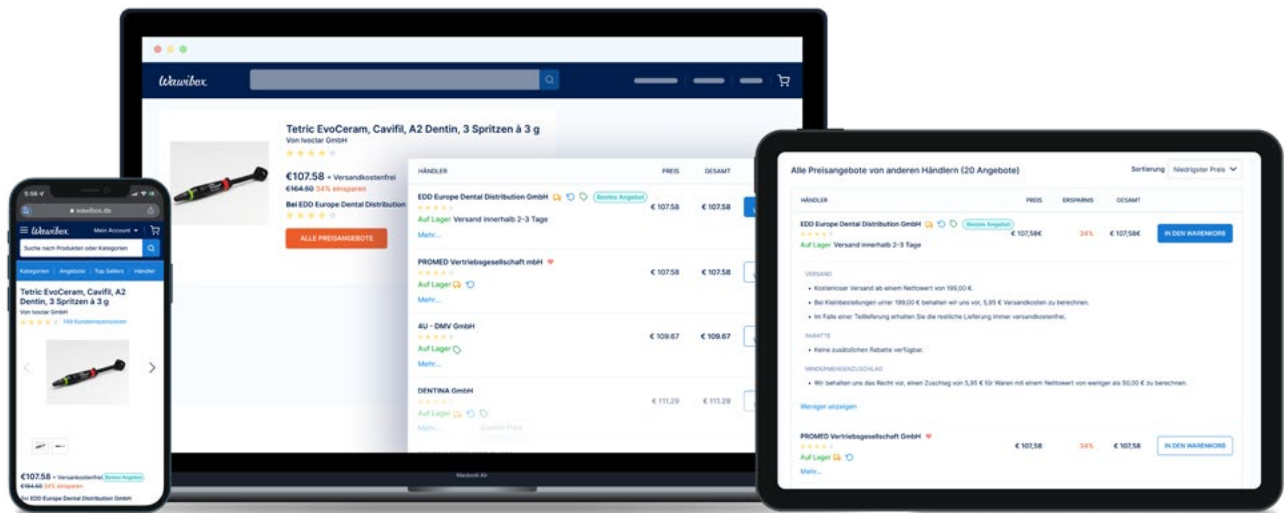 Wawibox
Tetric EvoCeram, Cavifil, A2 Dentin, 3 Spritzen à 3 g
Von Ivoclar GmbH
€107.58 + Versandkostenfrei
€164.50 34% einsparen
Bei EDD Europe Dental Distribution
ALLE PREISANGEBOTE
HÄNDLER PREIS GESAMT
EDD Europe Dental Distribution GmbH Bestes Angebot
€ 107.58 € 107.58
Auf Lager Versand innerhalb 2-3 Tage
Mehr...
PROMED Vertriebsgesellschaft mbH
€ 107.58 € 107.58
Auf Lager
Mehr...
4U - DMV GmbH
€ 109.67 € 109.67
Auf Lager
Mehr...
DENTINA GmbH
€ 111.29 € 111.29
Auf Lager
Mehr...
Macbook Air
5:56
wawibox.de
Wawibox Mein Account
Suche nach Produkten oder Kategorien
Kategorien Angebote Top Sellers Händler
Tetric EvoCeram, Cavifil, A2
Dentin, 3 Spritzen à 3 g
Von Ivoclar GmbH
149 Kundenrezensionen
€107.58 + Versandkostenfrei Bestes Angebot
€164.50 34% einsparen
Bei EDD Europe Dental Distribution GmbH
Alle Preisangebote von anderen Händlern (20 Angebote)
Sortierung Niedrigster Preis
HÄNDLER PREIS ERSPARNIS GESAMT
EDD Europe Dental Distribution GmbH Bestes Angebot
€ 107,58€ 34% € 107,58€ IN DEN WARENKORB
Auf Lager Versand innerhalb 2-3 Tage
VERSAND
• Kostenloser Versand ab einem Nettowert von 199,00 €.
• Bei Kleinbestellungen unter 199,00 € behalten wir uns vor, 5,95 € Versandkosten zu berechnen.
• Im Falle einer Teillieferung erhalten Sie die restliche Lieferung immer versandkostenfrei.
RABATTE
• Keine zusätzlichen Rabatte verfügbar.
MINDERMENGENZUSCHLAG
• Wir behalten uns das Recht vor, einen Zuschlag von 5,95 € für Waren mit einem Nettowert von weniger als 50,00 € zu berechnen.
Weniger anzeigen
PROMED Vertriebsgesellschaft GmbH
€ 107,58 34% € 107,58 IN DEN WARENKORB
Auf Lager
Mehr...